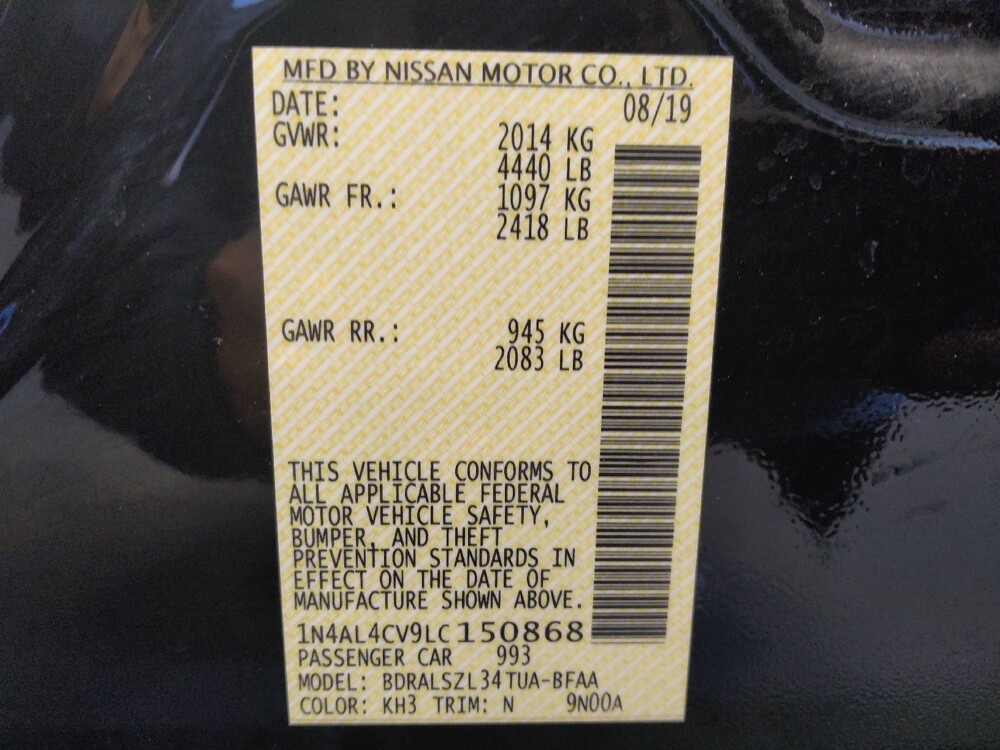 MFD BY NISSAN MOTOR CO., LTD.
DATE: 08/19
GVWR: 2014 KG
4440 LB
GAWR FR.: 1097 KG
2418 LB
GAWR RR.: 945 KG
2083 LB
THIS VEHICLE CONFORMS TO
ALL APPLICABLE FEDERAL
MOTOR VEHICLE SAFETY,
BUMPER, AND THEFT
PREVENTION STANDARDS IN
EFFECT ON THE DATE OF
MANUFACTURE SHOWN ABOVE.
1N4AL4CV9LC150868
PASSENGER CAR 993
MODEL: BDRALSZL34TUA-BFAA
COLOR: KH3 TRIM: N 9N00A